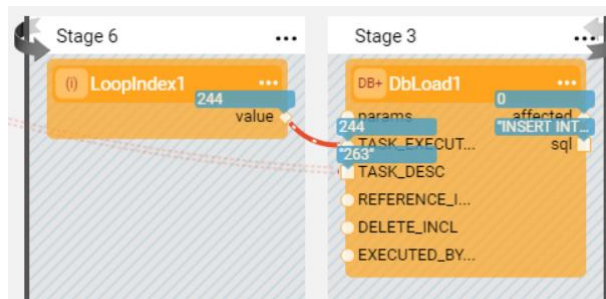 Stage 6
...
Stage 3
...
(i) LoopIndex1 ...
244
value
DB+ DbLoad1 ...
0
params
affected
244
"INSERT INT...
TASK_EXECUT...
sql
"263"
TASK_DESC
REFERENCE_I...
DELETE_INCL
EXECUTED_BY...